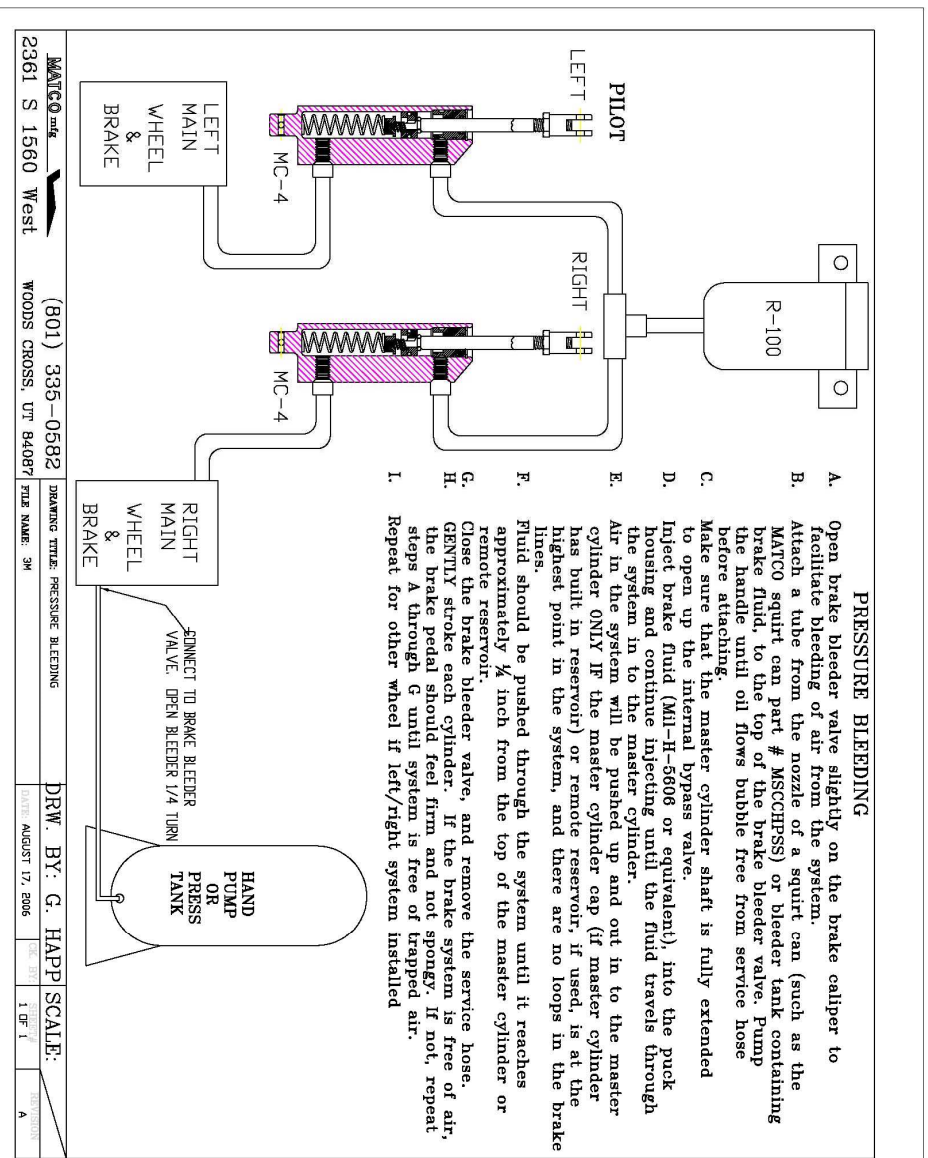 PRESSURE BLEEDING
A. Open brake bleeder valve slightly on the brake caliper to
facilitate bleeding of air from the system.
B. Attach a tube from the nozzle of a squirt can (such as the
MATCO squirt can part # MSCCHPSS) or bleeder tank containing
brake fluid, to the top of the brake bleeder valve. Pump
the handle until oil flows bubble free from service hose
before attaching.
C. Make sure that the master cylinder shaft is fully extended
to open up the internal bypass valve.
D. Inject brake fluid (Mil-H-5606 or equivalent), into the puck
housing and continue injecting until the fluid travels through
the system in to the master cylinder.
E. Air in the system will be pushed up and out in to the master
cylinder ONLY IF the master cylinder cap (if master cylinder
has built in reservoir) or remote reservoir, if used, is at the
highest point in the system, and there are no loops in the brake
lines.
F. Fluid should be pushed through the system until it reaches
approximately ¼ inch from the top of the master cylinder or
remote reservoir.
G. Close the brake bleeder valve, and remove the service hose.
H. GENTLY stroke each cylinder. If the brake system is free of air,
the brake pedal should feel firm and not spongy. If not, repeat
steps A through G until system is free of trapped air.
I. Repeat for other wheel if left/right system installed
R-100
PILOT
LEFT
RIGHT
MC-4
MC-4
LEFT
MAIN
WHEEL
&
BRAKE
RIGHT
MAIN
WHEEL
&
BRAKE
CONNECT TO BRAKE BLEEDER
VALVE. OPEN BLEEDER 1/4 TURN
HAND
PUMP
OR
PRESS
TANK
MATCO mfg
(801) 335-0582
2361 S 1560 West
WOODS CROSS, UT 84087
DRAWING TITLE: PRESSURE BLEEDING
FILE NAME: 3M
DRW. BY: G. HAPP
SCALE:
DATE: AUGUST 17, 2006
CK. BY:
SHEET#
1 OF 1
REVISION
A